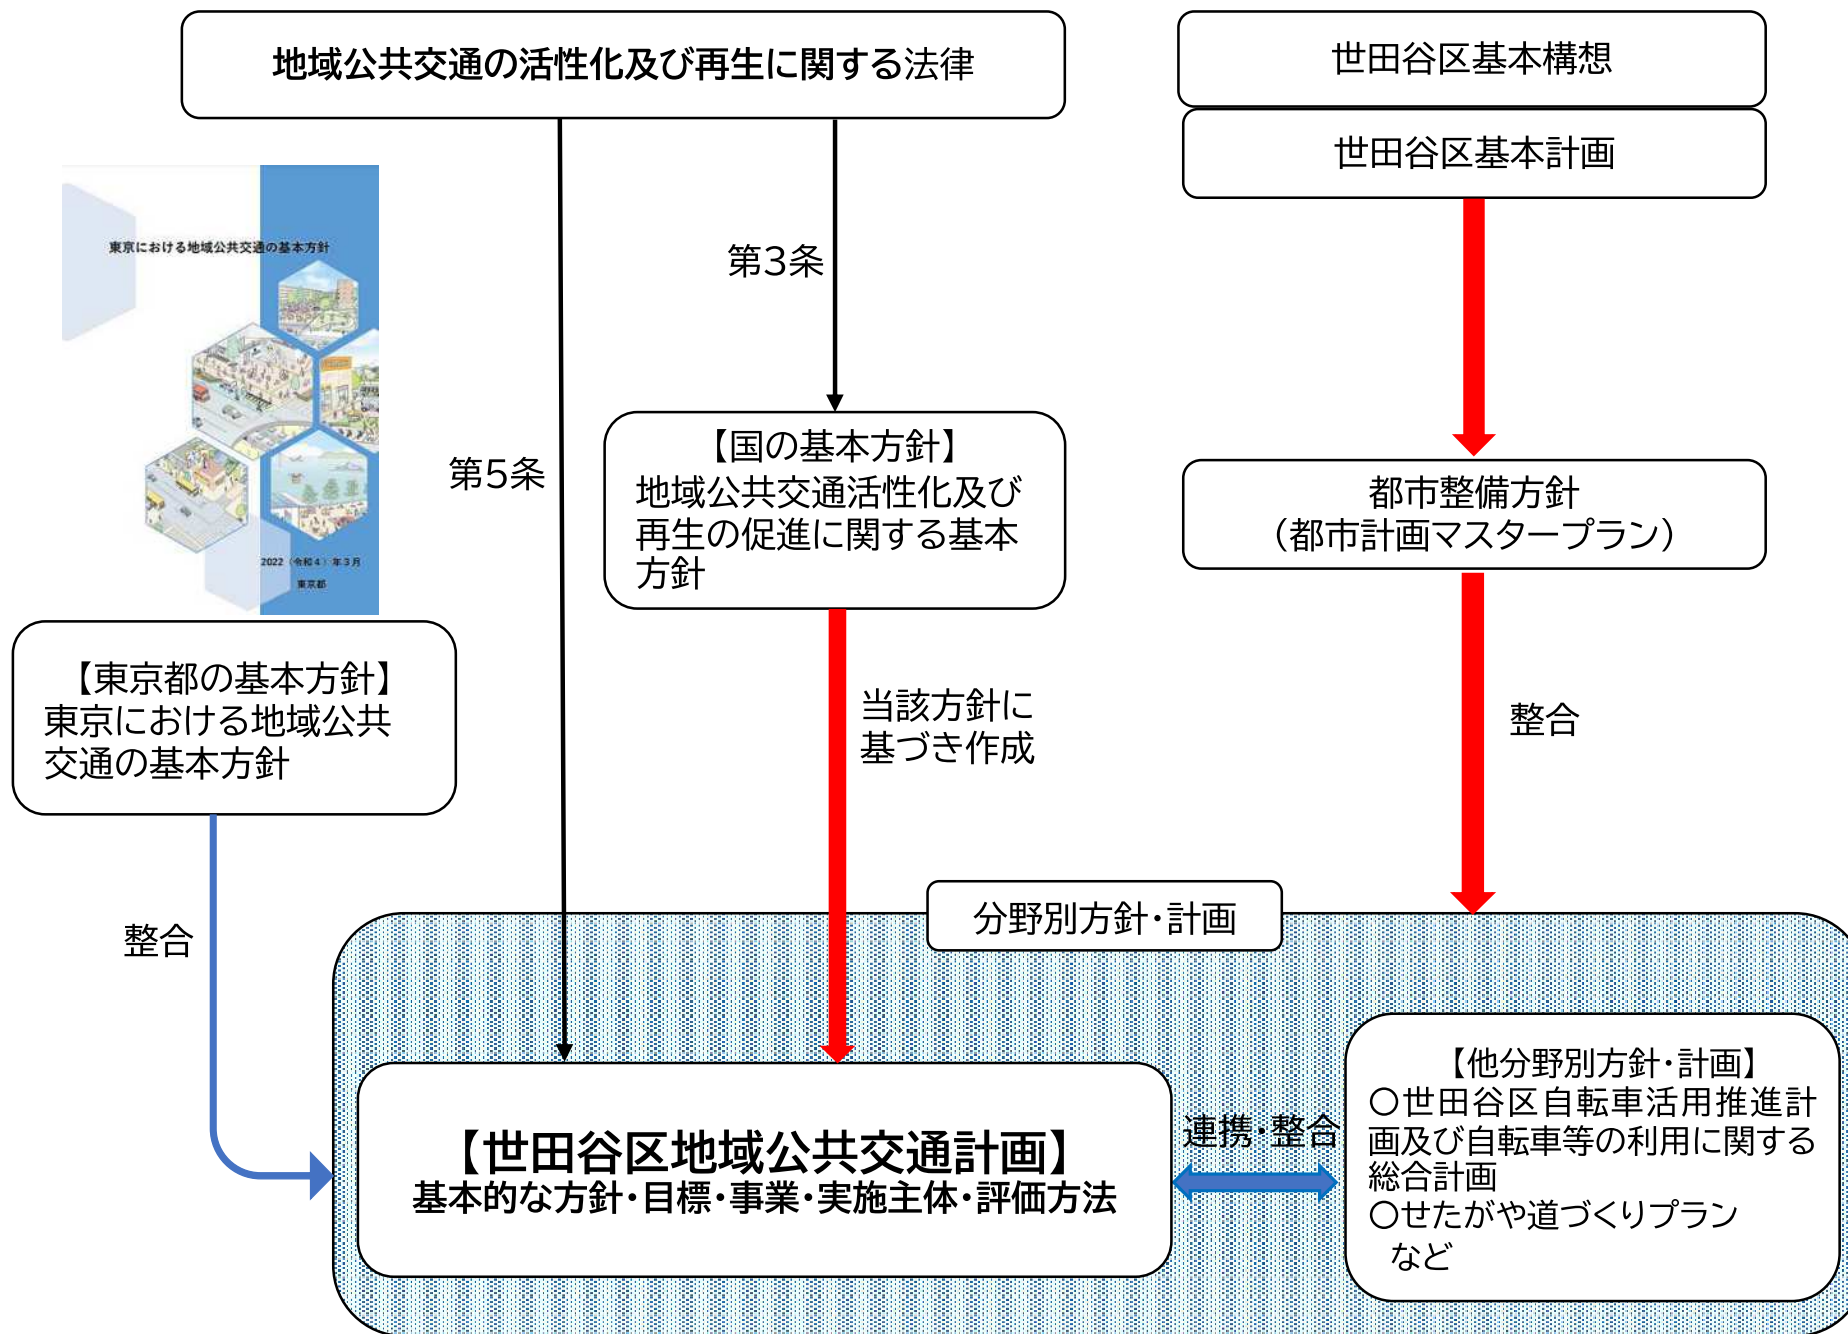 地域公共交通の活性化及び再生に関する法律
世田谷区基本構想
世田谷区基本計画
東京における地域公共交通の基本方針
2022（令和4）年3月
東京都
第3条
第5条
【国の基本方針】
地域公共交通活性化及び
再生の促進に関する基本
方針
都市整備方針
（都市計画マスタープラン）
【東京都の基本方針】
東京における地域公共
交通の基本方針
当該方針に
基づき作成
整合
整合
分野別方針・計画
【世田谷区地域公共交通計画】
基本的な方針・目標・事業・実施主体・評価方法
連携・整合
【他分野別方針・計画】
〇世田谷区自転車活用推進計
画及び自転車等の利用に関する
総合計画
〇せたがや道づくりプラン
など